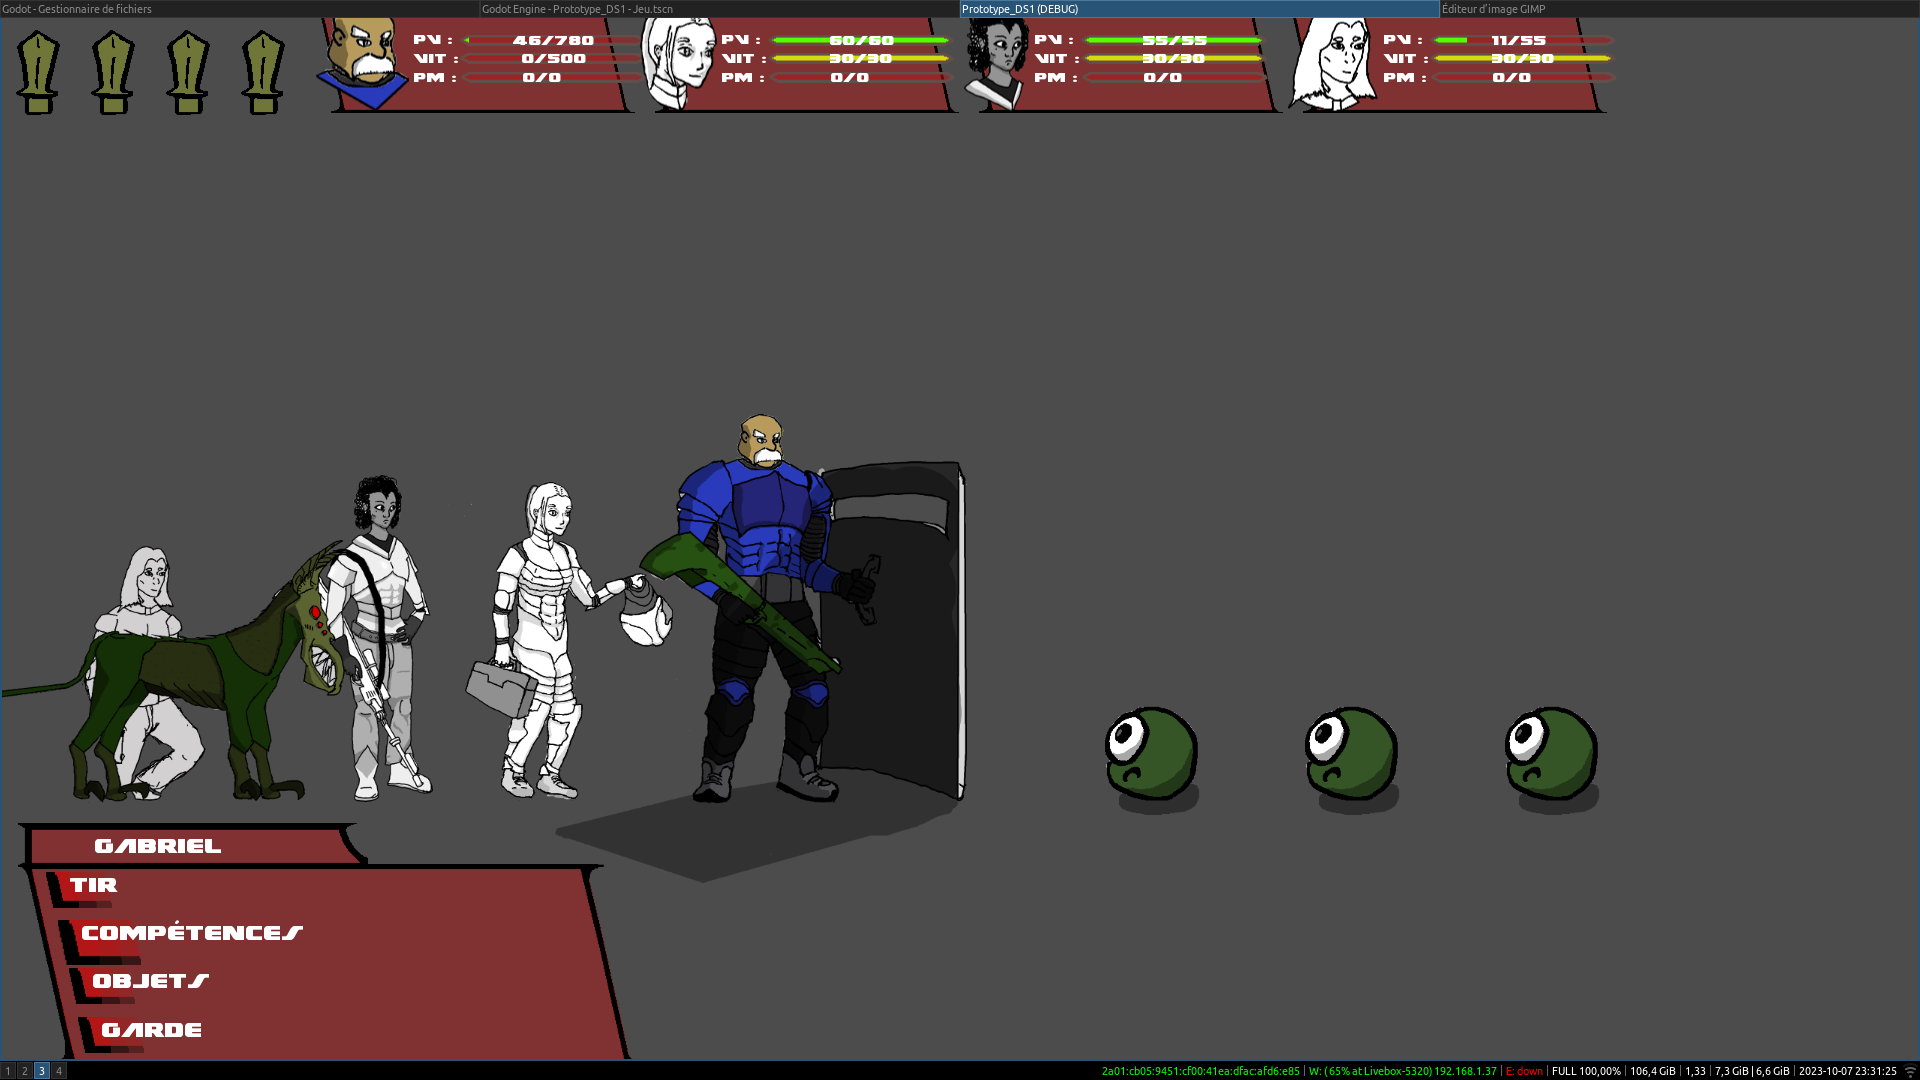 Godot - Gestionnaire de fichiers
Godot Engine - Prototype_DS1 - Jeu.tscn
Prototype_DS1 (DEBUG)
Éditeur d'image GIMP
PV : 46/780
VIT : 0/500
PM : 0/0
PV : 60/60
VIT : 30/30
PM : 0/0
PV : 55/55
VIT : 30/30
PM : 0/0
PV : 11/55
VIT : 30/30
PM : 0/0
GABRIEL
TIR
COMPÉTENCES
OBJETS
GARDE
1 2 3 4
2a01:cb05:9451:cf00:41ea:dfac:afd6:e85 | W: ( 65% at Livebox-5320) 192.168.1.37 | E: down | FULL 100,00% | 106,4 GiB | 1,33 | 7,3 GiB | 6,6 GiB | 2023-10-07 23:31:25